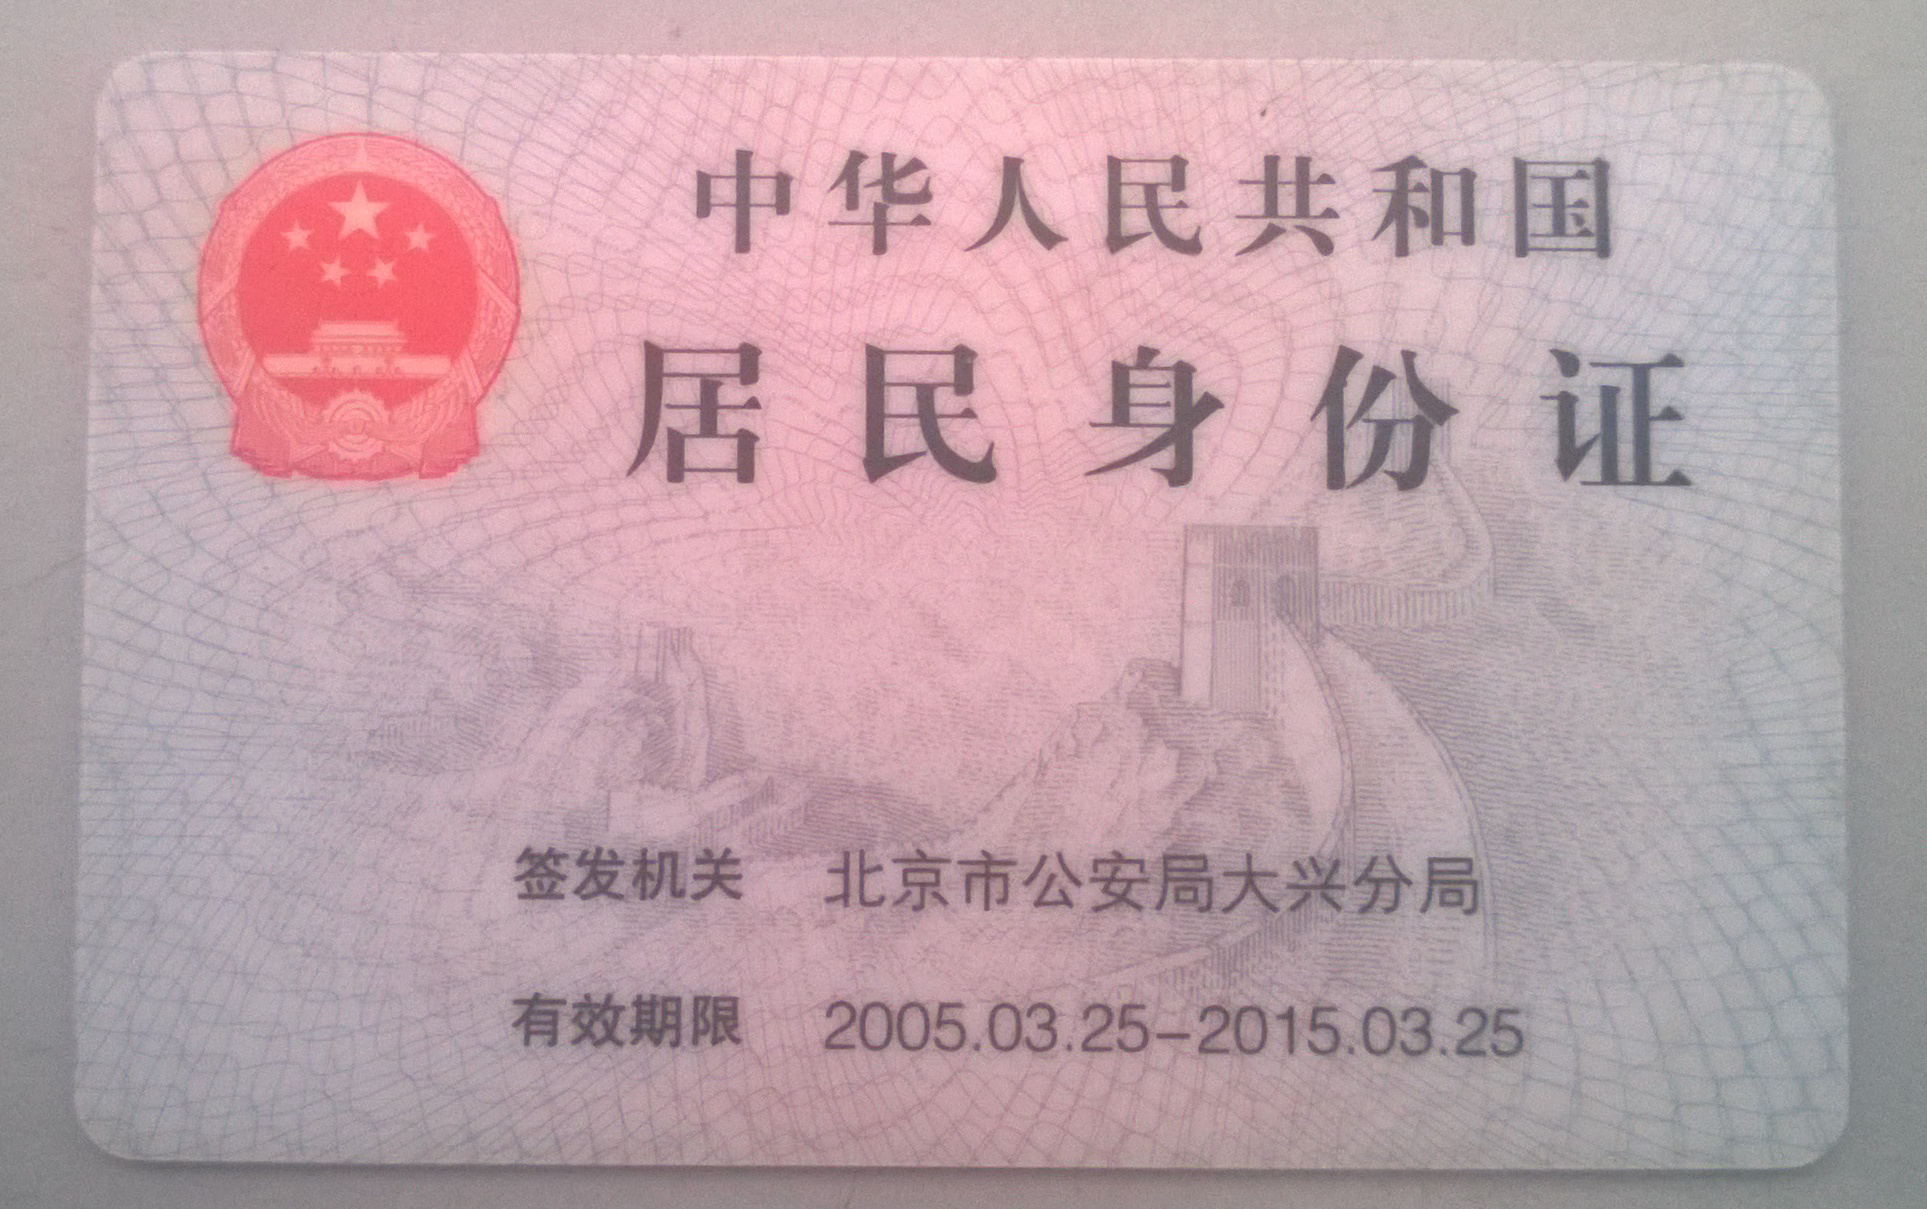 中华人民共和国
居民身份证
签发机关 北京市公安局大兴分局
有效期限 2005.03.25-2015.03.25